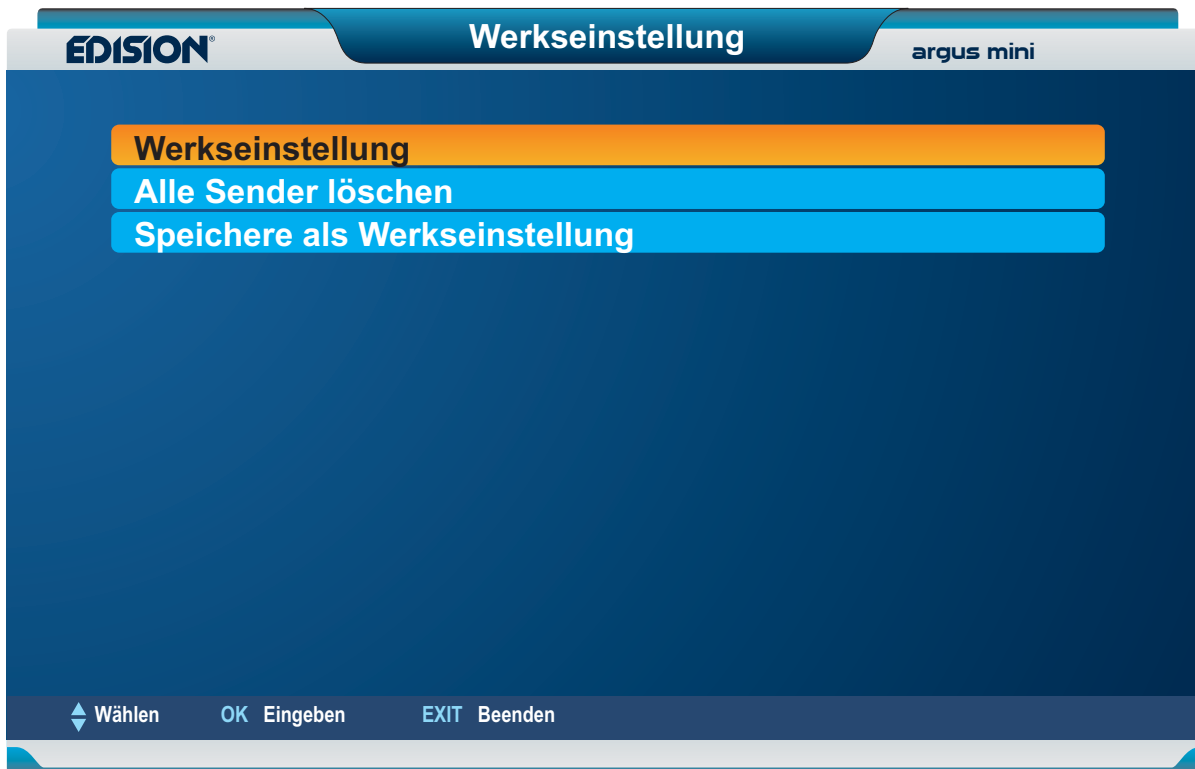 EDISION®
Werkseinstellung
argus mini
Werkseinstellung
Alle Sender löschen
Speichere als Werkseinstellung
Wählen OK Eingeben EXIT Beenden